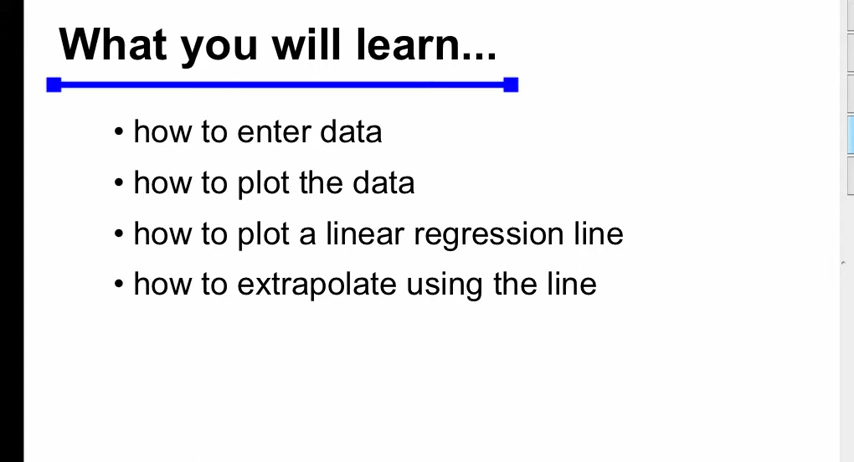 What you will learn...
• how to enter data
• how to plot the data
• how to plot a linear regression line
• how to extrapolate using the line